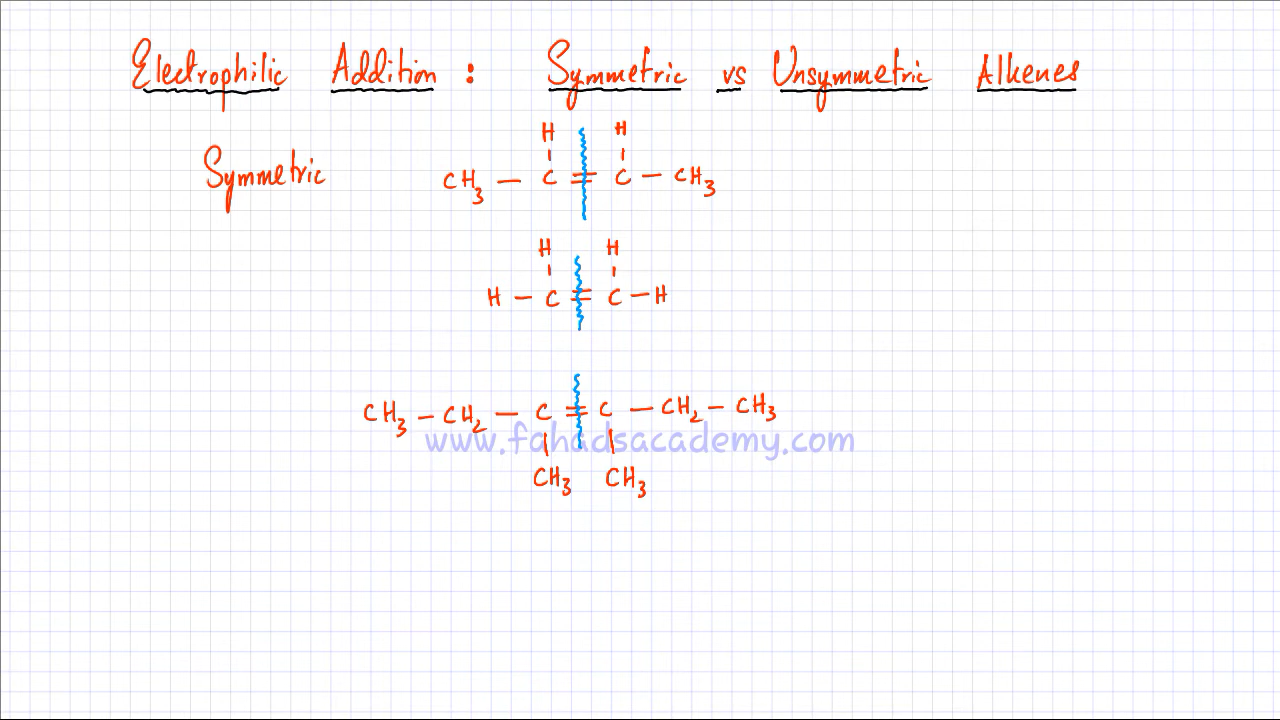 Electrophilic Addition : Symmetric vs Unsymmetric Alkenes
H H
Symmetric CH3 — C = C — CH3
H H
H — C = C — H
CH3 — CH2 — C = C — CH2 — CH3
www.fahadsacademy.com
CH3 CH3